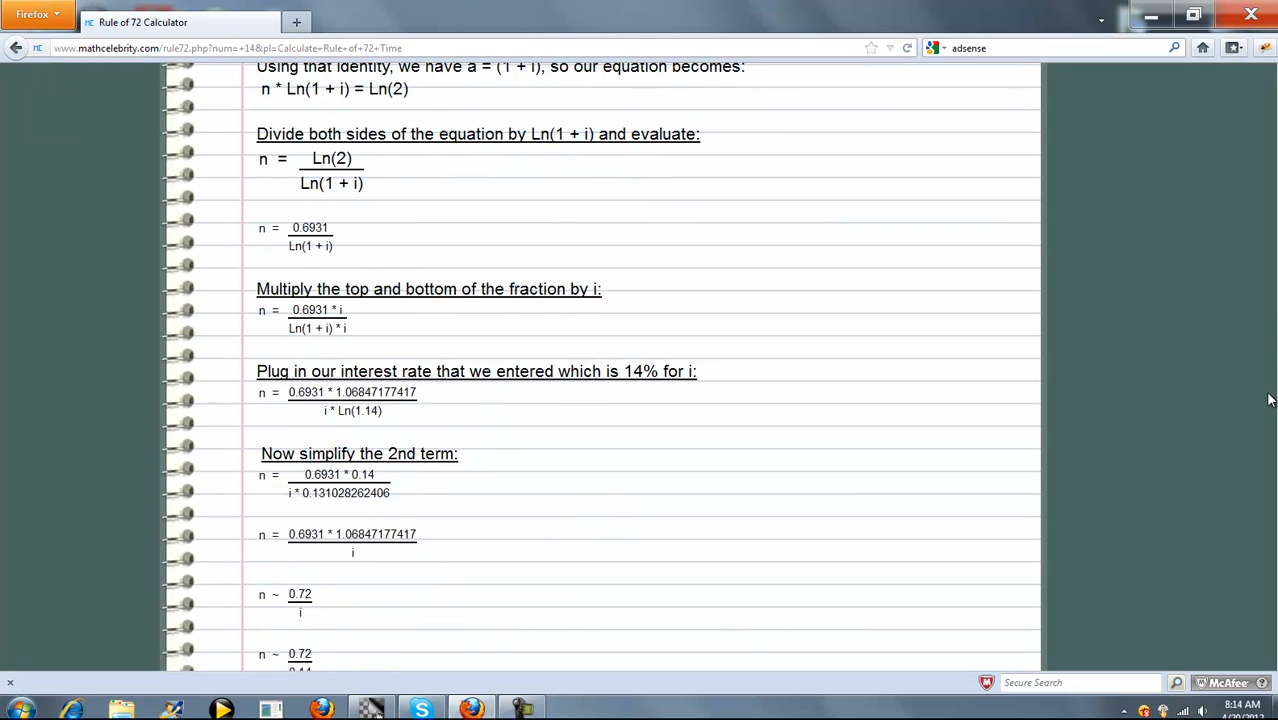 Firefox
Rule of 72 Calculator
www.mathcelebrity.com/rule72.php?num=+14&pl=Calculate+Rule+of+72+Time
adsense
Using that identity, we have a = (1 + i), so our equation becomes:
n * Ln(1 + i) = Ln(2)
Divide both sides of the equation by Ln(1 + i) and evaluate:
n = Ln(2)
Ln(1 + i)
n = 0.6931
Ln(1 + i)
Multiply the top and bottom of the fraction by i:
n = 0.6931 * i
Ln(1 + i) * i
Plug in our interest rate that we entered which is 14% for i:
n = 0.6931 * 1.06847177417
i * Ln(1.14)
Now simplify the 2nd term:
n = 0.6931 * 0.14
i * 0.131028262406
n = 0.6931 * 1.06847177417
i
n ~ 0.72
i
n ~ 0.72
0.14
Secure Search
McAfee
8:14 AM
4/20/2012